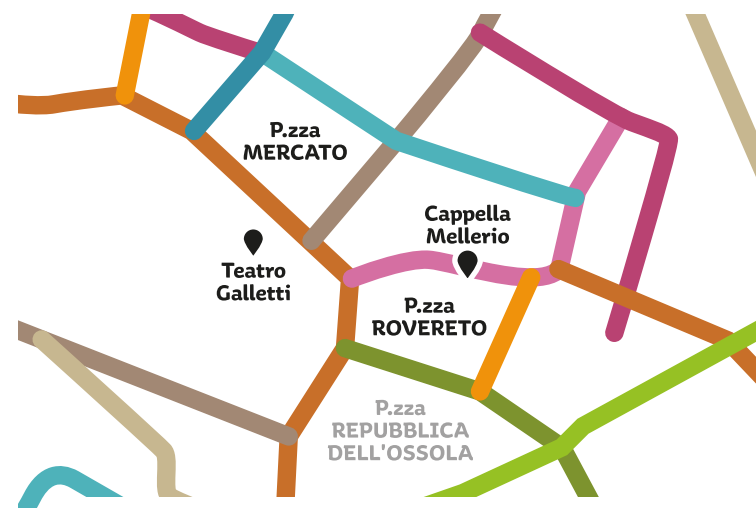 P.zza
MERCATO
Cappella
Mellerio
Teatro
Galletti
P.zza
ROVERETO
P.zza
REPUBBLICA
DELL'OSSOLA